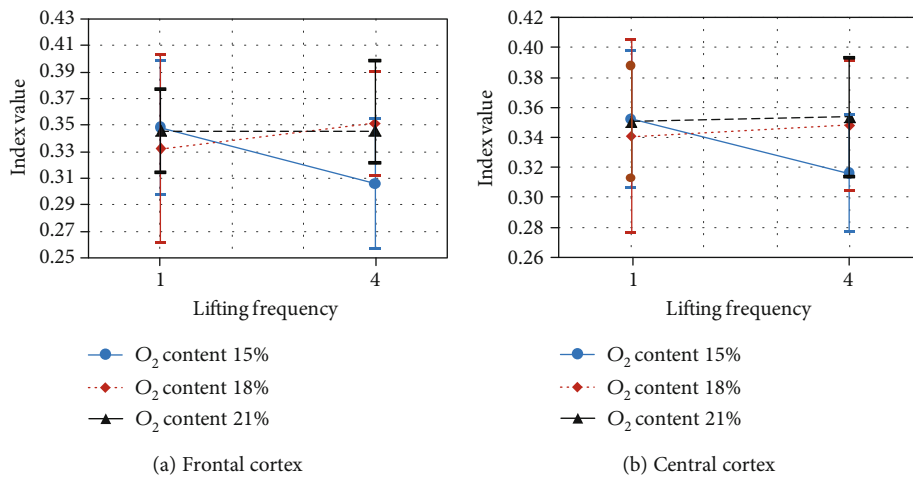 0.43
0.41
0.39
0.37
0.35
0.33
0.31
0.29
0.27
0.25
Index value
1
4
Lifting frequency
O2 content 15%
O2 content 18%
O2 content 21%
(a) Frontal cortex
0.42
0.40
0.38
0.36
0.34
0.32
0.30
0.28
0.26
Index value
1
4
Lifting frequency
O2 content 15%
O2 content 18%
O2 content 21%
(b) Central cortex